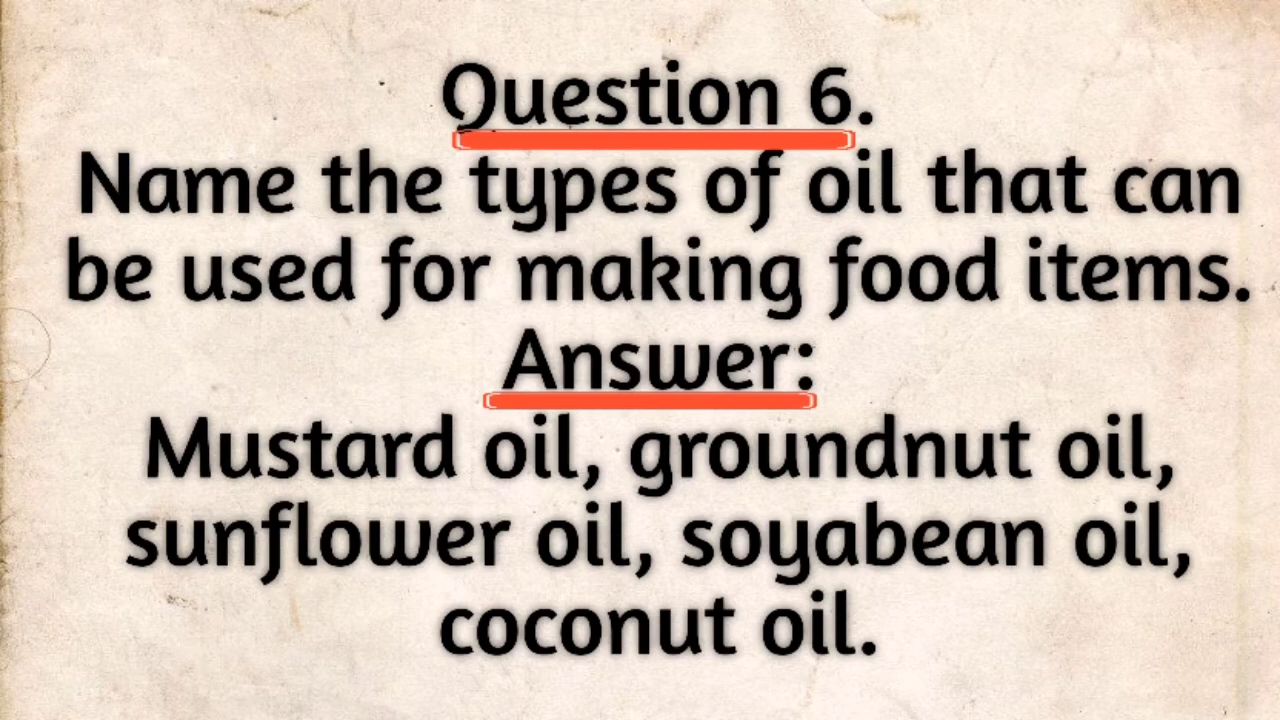 Question 6.
Name the types of oil that can
be used for making food items.
Answer:
Mustard oil, groundnut oil,
sunflower oil, soyabean oil,
coconut oil.